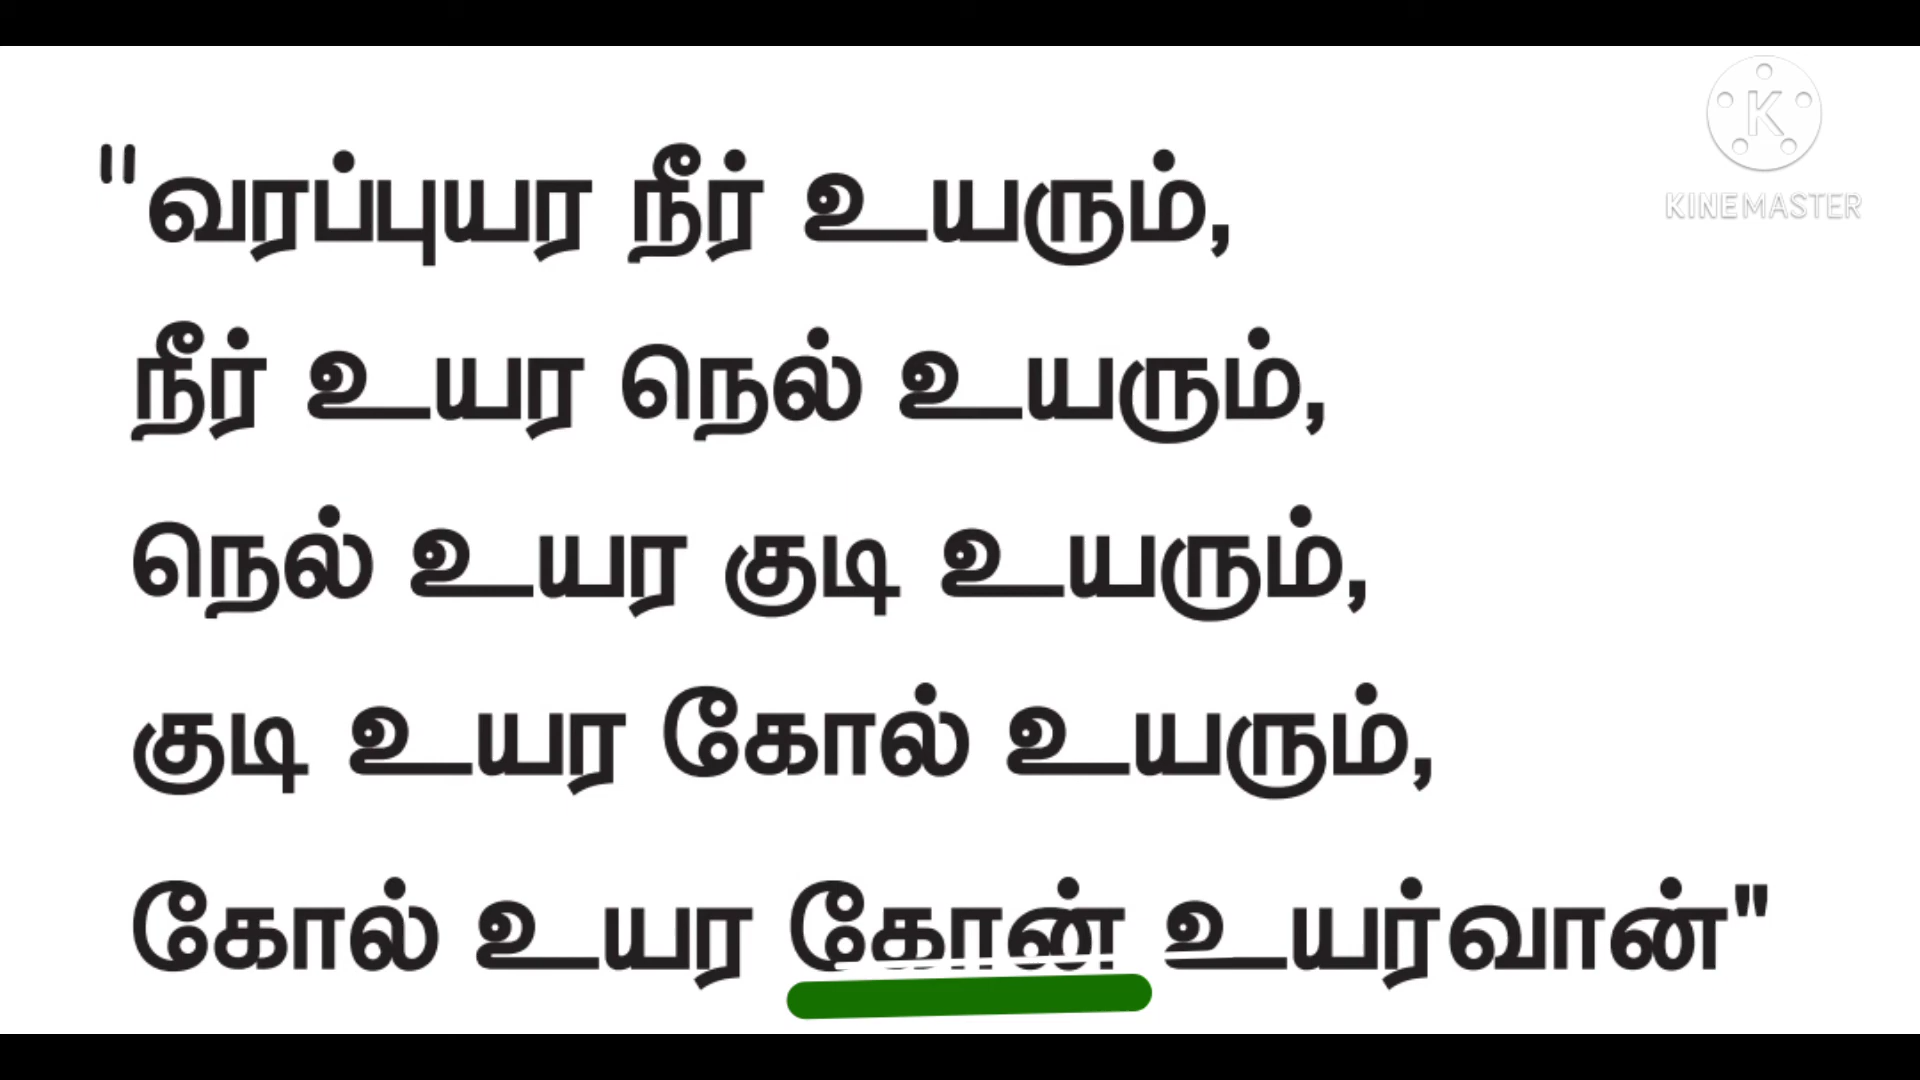 "வரப்புயர நீர் உயரும்,
நீர் உயர நெல் உயரும்,
நெல் உயர குடி உயரும்,
குடி உயர கோல் உயரும்,
கோல் உயர கோன் உயர்வான்"
K
KINEMASTER